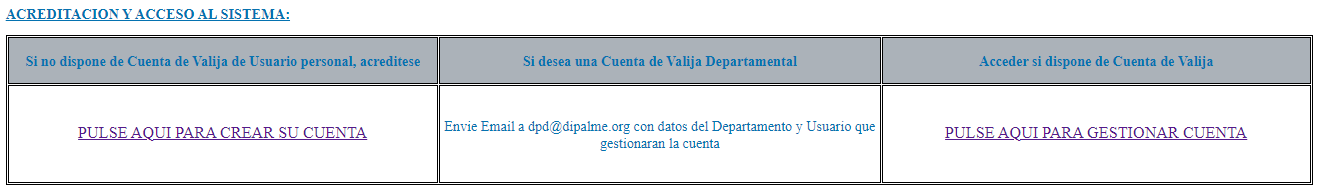 ACREDITACION Y ACCESO AL SISTEMA:
Si no dispone de Cuenta de Valija de Usuario personal, acreditese
Si desea una Cuenta de Valija Departamental
Acceder si dispone de Cuenta de Valija
PULSE AQUI PARA CREAR SU CUENTA
Envie Email a dpd@dipalme.org con datos del Departamento y Usuario que
gestionaran la cuenta
PULSE AQUI PARA GESTIONAR CUENTA